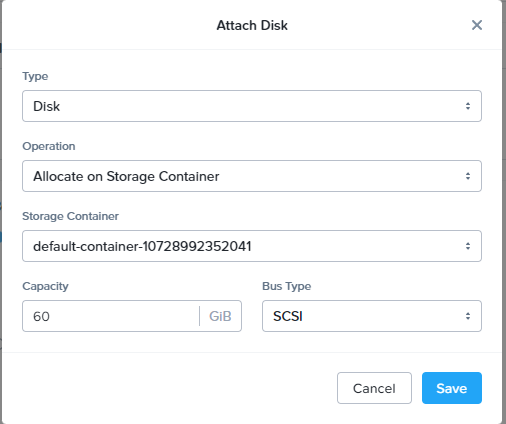 Attach Disk
Type
Disk
Operation
Allocate on Storage Container
Storage Container
default-container-10728992352041
Capacity Bus Type
60 GiB SCSI
Cancel Save